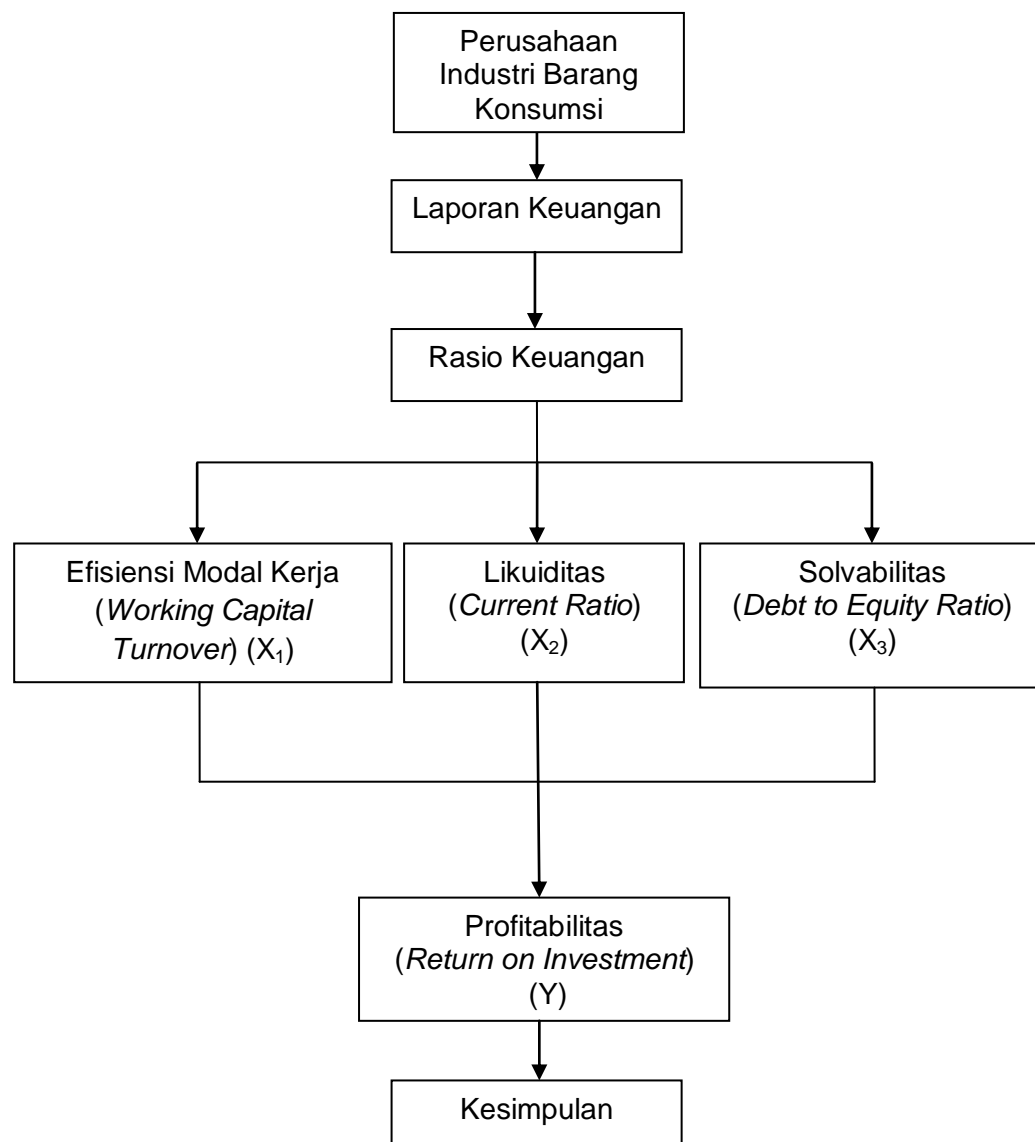 Perusahaan
Industri Barang
Konsumsi
Laporan Keuangan
Rasio Keuangan
Efisiensi Modal Kerja
(Working Capital
Turnover) (X₁)
Likuiditas
(Current Ratio)
(X₂)
Solvabilitas
(Debt to Equity Ratio)
(X₃)
Profitabilitas
(Return on Investment)
(Y)
Kesimpulan